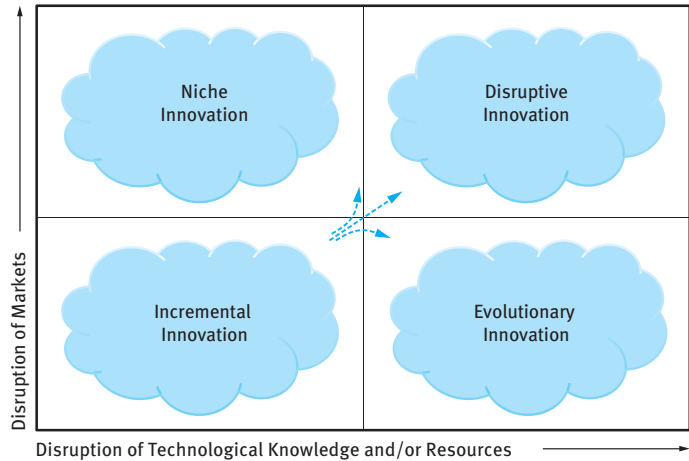 Niche
Innovation
Disruptive
Innovation
Incremental
Innovation
Evolutionary
Innovation
Disruption of Markets
Disruption of Technological Knowledge and/or Resources